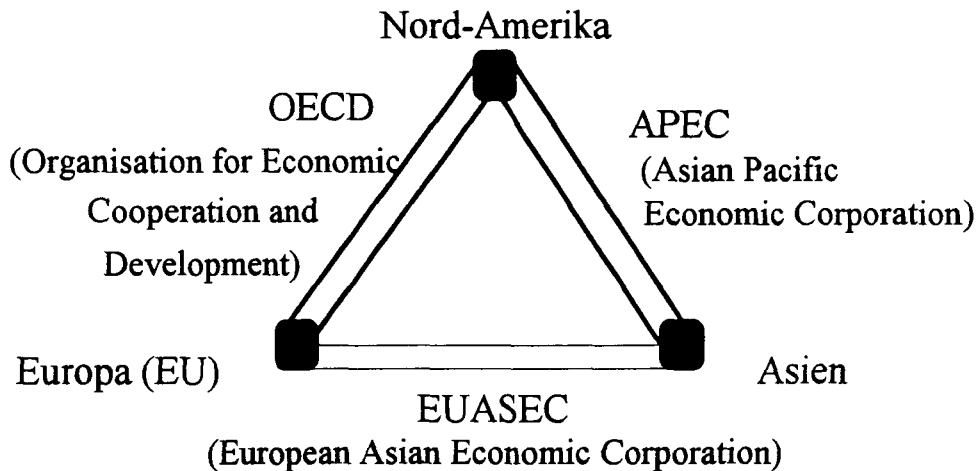 Nord-Amerika
OECD
(Organisation for Economic
Cooperation and
Development)
APEC
(Asian Pacific
Economic Corporation)
Europa (EU)
Asien
EUASEC
(European Asian Economic Corporation)